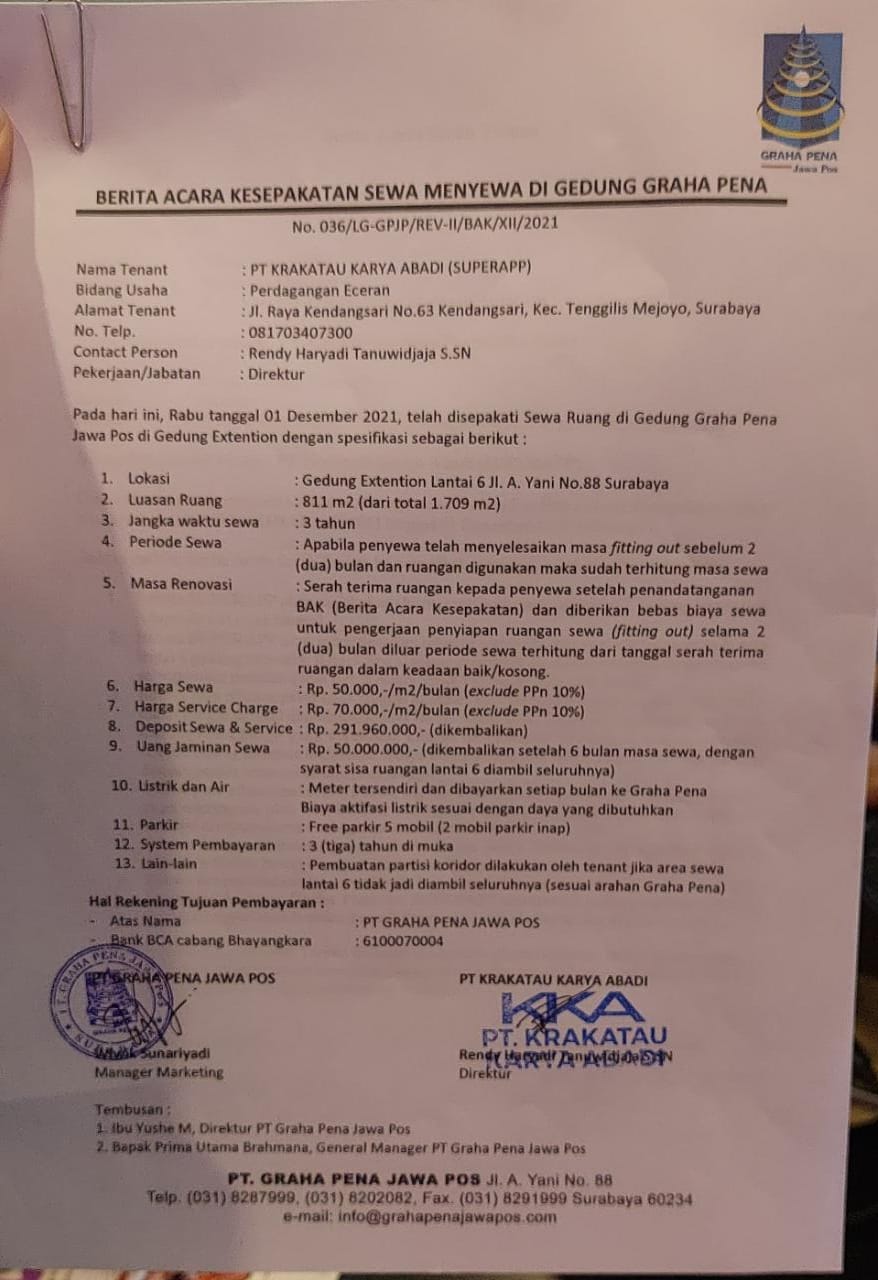 GRAHA PENA
Jawa Pos
BERITA ACARA KESEPAKATAN SEWA MENYEWA DI GEDUNG GRAHA PENA
No. 036/LG-GPJP/REV-II/BAK/XII/2021
Nama Tenant : PT KRAKATAU KARYA ABADI (SUPERAPP)
Bidang Usaha : Perdagangan Eceran
Alamat Tenant : Jl. Raya Kendangsari No.63 Kendangsari, Kec. Tenggilis Mejoyo, Surabaya
No. Telp. : 081703407300
Contact Person : Rendy Haryadi Tanuwidjaja S.SN
Pekerjaan/Jabatan : Direktur
Pada hari ini, Rabu tanggal 01 Desember 2021, telah disepakati Sewa Ruang di Gedung Graha Pena
Jawa Pos di Gedung Extention dengan spesifikasi sebagai berikut :
1. Lokasi : Gedung Extention Lantai 6 Jl. A. Yani No.88 Surabaya
2. Luasan Ruang : 811 m2 (dari total 1.709 m2)
3. Jangka waktu sewa : 3 tahun
4. Periode Sewa : Apabila penyewa telah menyelesaikan masa fitting out sebelum 2
(dua) bulan dan ruangan digunakan maka sudah terhitung masa sewa
5. Masa Renovasi : Serah terima ruangan kepada penyewa setelah penandatanganan
BAK (Berita Acara Kesepakatan) dan diberikan bebas biaya sewa
untuk pengerjaan penyiapan ruangan sewa (fitting out) selama 2
(dua) bulan diluar periode sewa terhitung dari tanggal serah terima
ruangan dalam keadaan baik/kosong.
6. Harga Sewa : Rp. 50.000,-/m2/bulan (exclude PPn 10%)
7. Harga Service Charge : Rp. 70.000,-/m2/bulan (exclude PPn 10%)
8. Deposit Sewa & Service : Rp. 291.960.000,- (dikembalikan)
9. Uang Jaminan Sewa : Rp. 50.000.000,- (dikembalikan setelah 6 bulan masa sewa, dengan
syarat sisa ruangan lantai 6 diambil seluruhnya)
10. Listrik dan Air : Meter tersendiri dan dibayarkan setiap bulan ke Graha Pena
Biaya aktifasi listrik sesuai dengan daya yang dibutuhkan
11. Parkir : Free parkir 5 mobil (2 mobil parkir inap)
12. System Pembayaran : 3 (tiga) tahun di muka
13. Lain-lain : Pembuatan partisi koridor dilakukan oleh tenant jika area sewa
lantai 6 tidak jadi diambil seluruhnya (sesuai arahan Graha Pena)
Hal Rekening Tujuan Pembayaran :
- Atas Nama : PT GRAHA PENA JAWA POS
- Bank BCA cabang Bhayangkara : 6100070004
PT GRAHA PENA JAWA POS PT KRAKATAU KARYA ABADI
KKA
PT. KRAKATAU
KARYA ABADI
Sunariyadi Rendy Haryadi Tanuwidjaja S.SN
Manager Marketing Direktur
Tembusan :
1. Ibu Yushe M, Direktur PT Graha Pena Jawa Pos
2. Bapak Prima Utama Brahmana, General Manager PT Graha Pena Jawa Pos
PT. GRAHA PENA JAWA POS Jl. A. Yani No. 88
Telp. (031) 8287999, (031) 8202082, Fax. (031) 8291999 Surabaya 60234
e-mail: info@grahapenajawapos.com